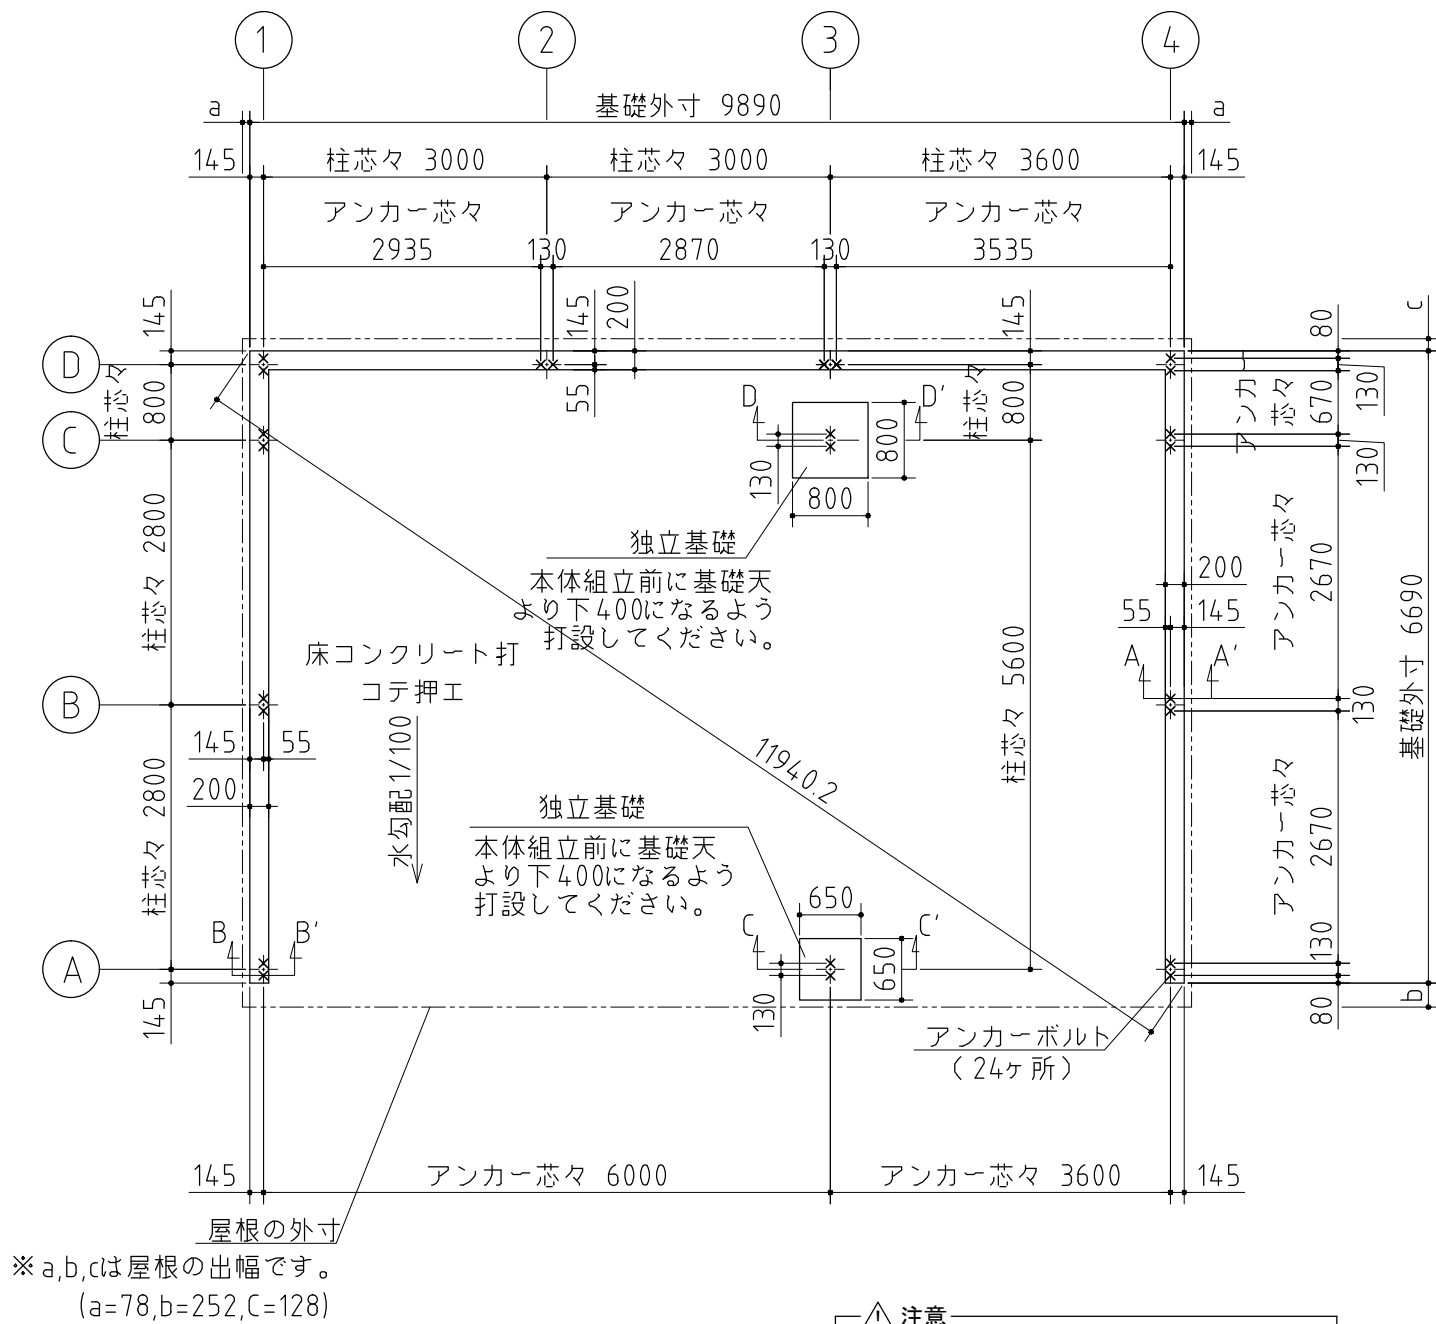 1 2 3 4
a 基礎外寸 9890 a
145 柱芯々 3000 柱芯々 3000 柱芯々 3600 145
アンカー芯々 アンカー芯々 アンカー芯々
2935 130 2870 130 3535
145 145 200 145 80 c
D 柱芯々 800 55 柱芯々 800 アンカー芯々 670 130
C 130
D D'
800
130
800
独立基礎
本体組立前に基礎天
より下400になるよう
打設してください。
柱芯々 2800
アンカー芯々 2670
200
55 145
A A'
基礎外寸 6690
床コンクリート打
コテ押エ
水勾配1/100
柱芯々 5600
B
130
145 55
200
11940.2
柱芯々 2800
アンカー芯々 2670
独立基礎
本体組立前に基礎天
より下400になるよう
打設してください。
650
B B' C C'
650
130
A
130
145
80
b
アンカーボルト
(24ヶ所)
145 アンカー芯々 6000 アンカー芯々 3600 145
屋根の外寸
※a,b,cは屋根の出幅です。
(a=78,b=252,C=128)
注意